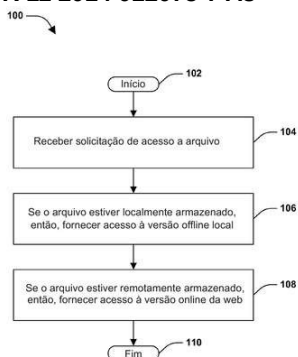 100
Início
102
Receber solicitação de acesso a arquivo
104
Se o arquivo estiver localmente armazenado,
então, fornecer acesso à versão offline local
106
Se o arquivo estiver remotamente armazenado,
então, fornecer acesso à versão online da web
108
Fim
110